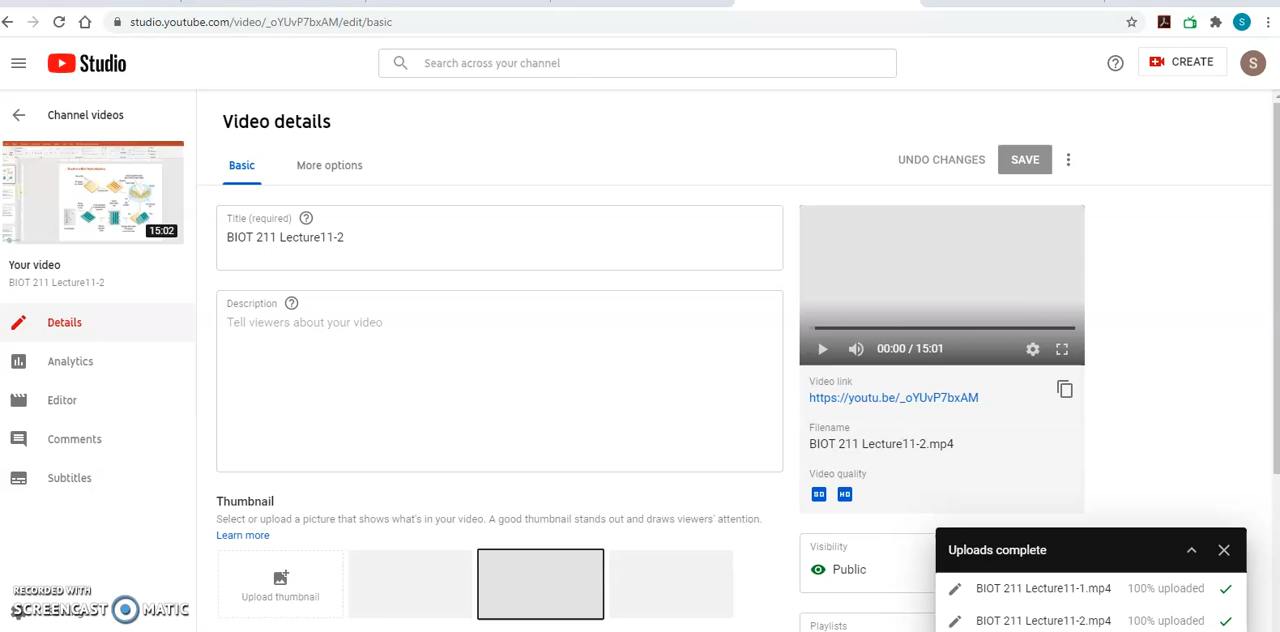 studio.youtube.com/video/_oYUvP7bxAM/edit/basic
S
Studio
Search across your channel
CREATE
S
Channel videos
15:02
Your video
BIOT 211 Lecture11-2
Details
Analytics
Editor
Comments
Subtitles
Video details
Basic
More options
UNDO CHANGES
SAVE
Title (required)
BIOT 211 Lecture11-2
Description
Tell viewers about your video
Thumbnail
Select or upload a picture that shows what's in your video. A good thumbnail stands out and draws viewers' attention.
Learn more
Upload thumbnail
00:00 / 15:01
Video link
https://youtu.be/_oYUvP7bxAM
Filename
BIOT 211 Lecture11-2.mp4
Video quality
SD HD
Visibility
Public
Playlists
Uploads complete
BIOT 211 Lecture11-1.mp4 100% uploaded
BIOT 211 Lecture11-2.mp4 100% uploaded
RECORDED WITH
SCREENCAST MATIC